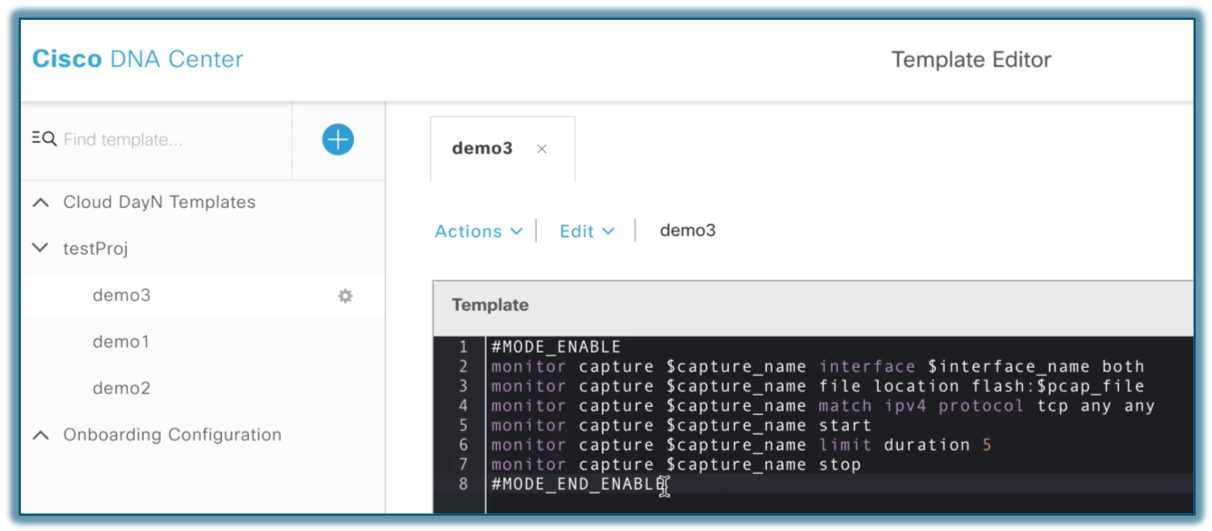 Cisco DNA Center
Template Editor
Find template...
Cloud DayN Templates
testProj
demo3
demo1
demo2
Onboarding Configuration
demo3 ×
Actions
Edit
demo3
Template
1 #MODE_ENABLE
2 monitor capture $capture_name interface $interface_name both
3 monitor capture $capture_name file location flash:$pcap_file
4 monitor capture $capture_name match ipv4 protocol tcp any any
5 monitor capture $capture_name start
6 monitor capture $capture_name limit duration 5
7 monitor capture $capture_name stop
8 #MODE_END_ENABLE